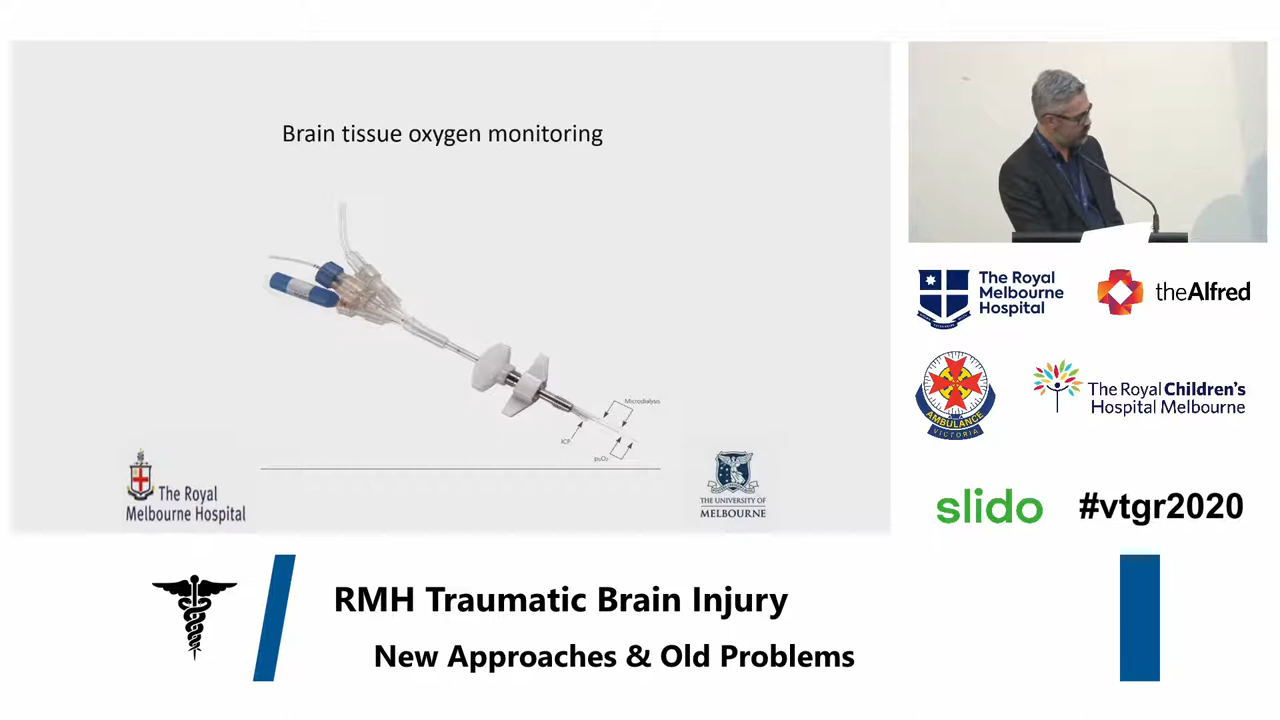 Brain tissue oxygen monitoring
Microdialysis
ICP
p₆O₂
The Royal
Melbourne Hospital
THE UNIVERSITY OF
MELBOURNE
The Royal
Melbourne
Hospital
theAlfred
AMBULANCE
VICTORIA
The Royal Children's
Hospital Melbourne
slido
#vtgr2020
RMH Traumatic Brain Injury
New Approaches & Old Problems